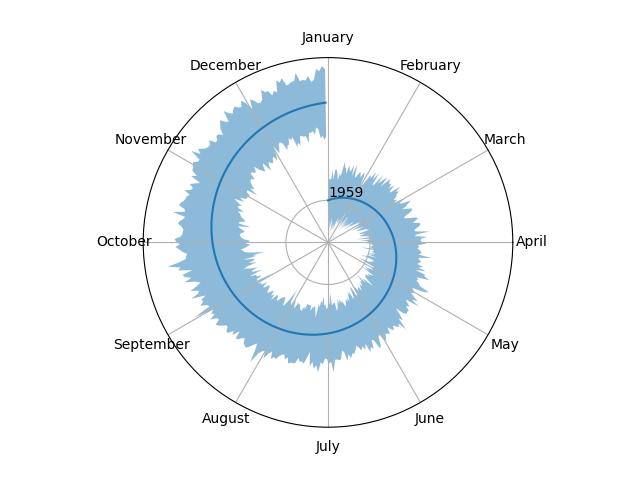 January
December
February
November
March
1959
October
April
September
May
August
June
July